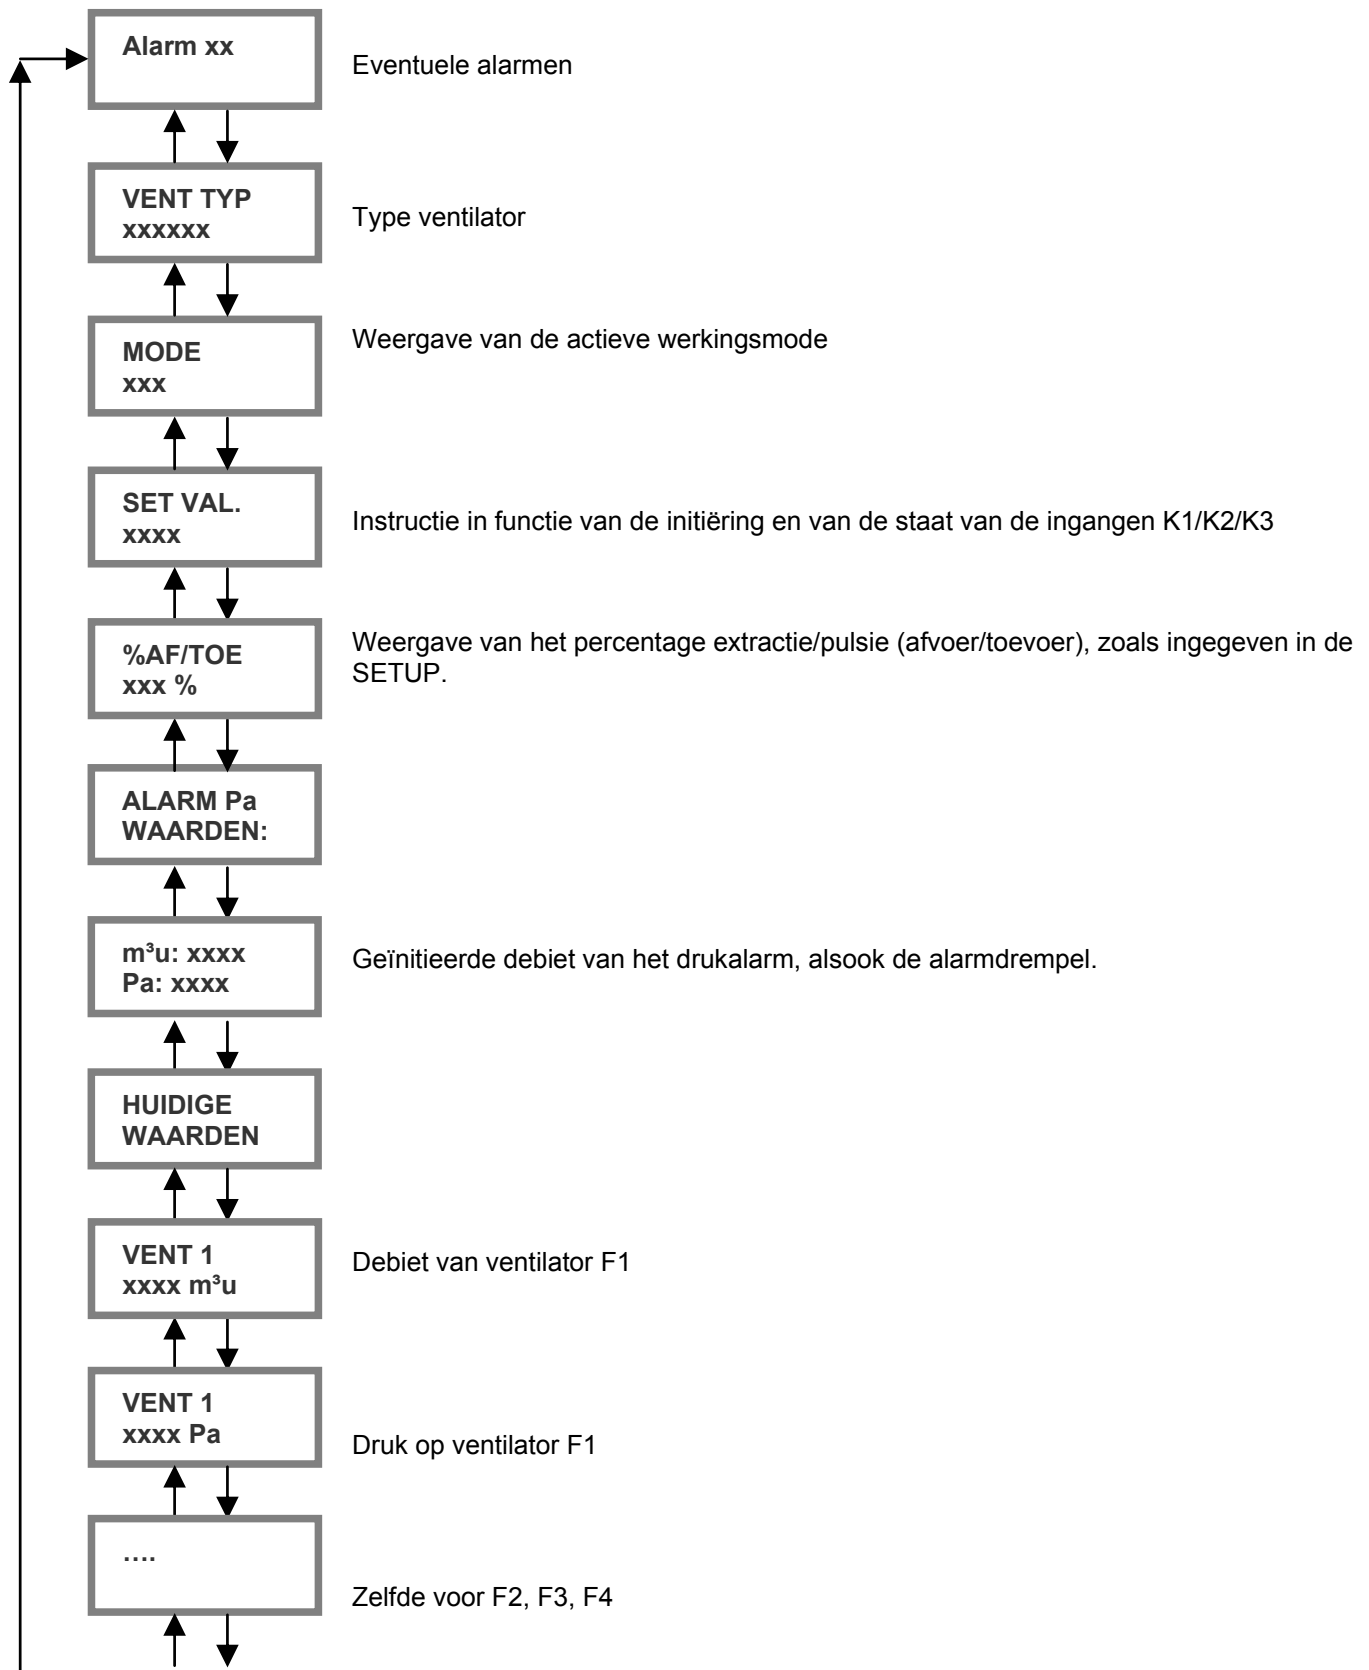 Alarm xx
Eventuele alarmen
VENT TYP
xxxxxx
Type ventilator
MODE
xxx
Weergave van de actieve werkingsmode
SET VAL.
xxxx
Instructie in functie van de initiëring en van de staat van de ingangen K1/K2/K3
%AF/TOE
xxx %
Weergave van het percentage extractie/pulsie (afvoer/toevoer), zoals ingegeven in de
SETUP.
ALARM Pa
WAARDEN:
m³u: xxxx
Pa: xxxx
Geïnitieerde debiet van het drukalarm, alsook de alarmdrempel.
HUIDIGE
WAARDEN
VENT 1
xxxx m³u
Debiet van ventilator F1
VENT 1
xxxx Pa
Druk op ventilator F1
….
Zelfde voor F2, F3, F4